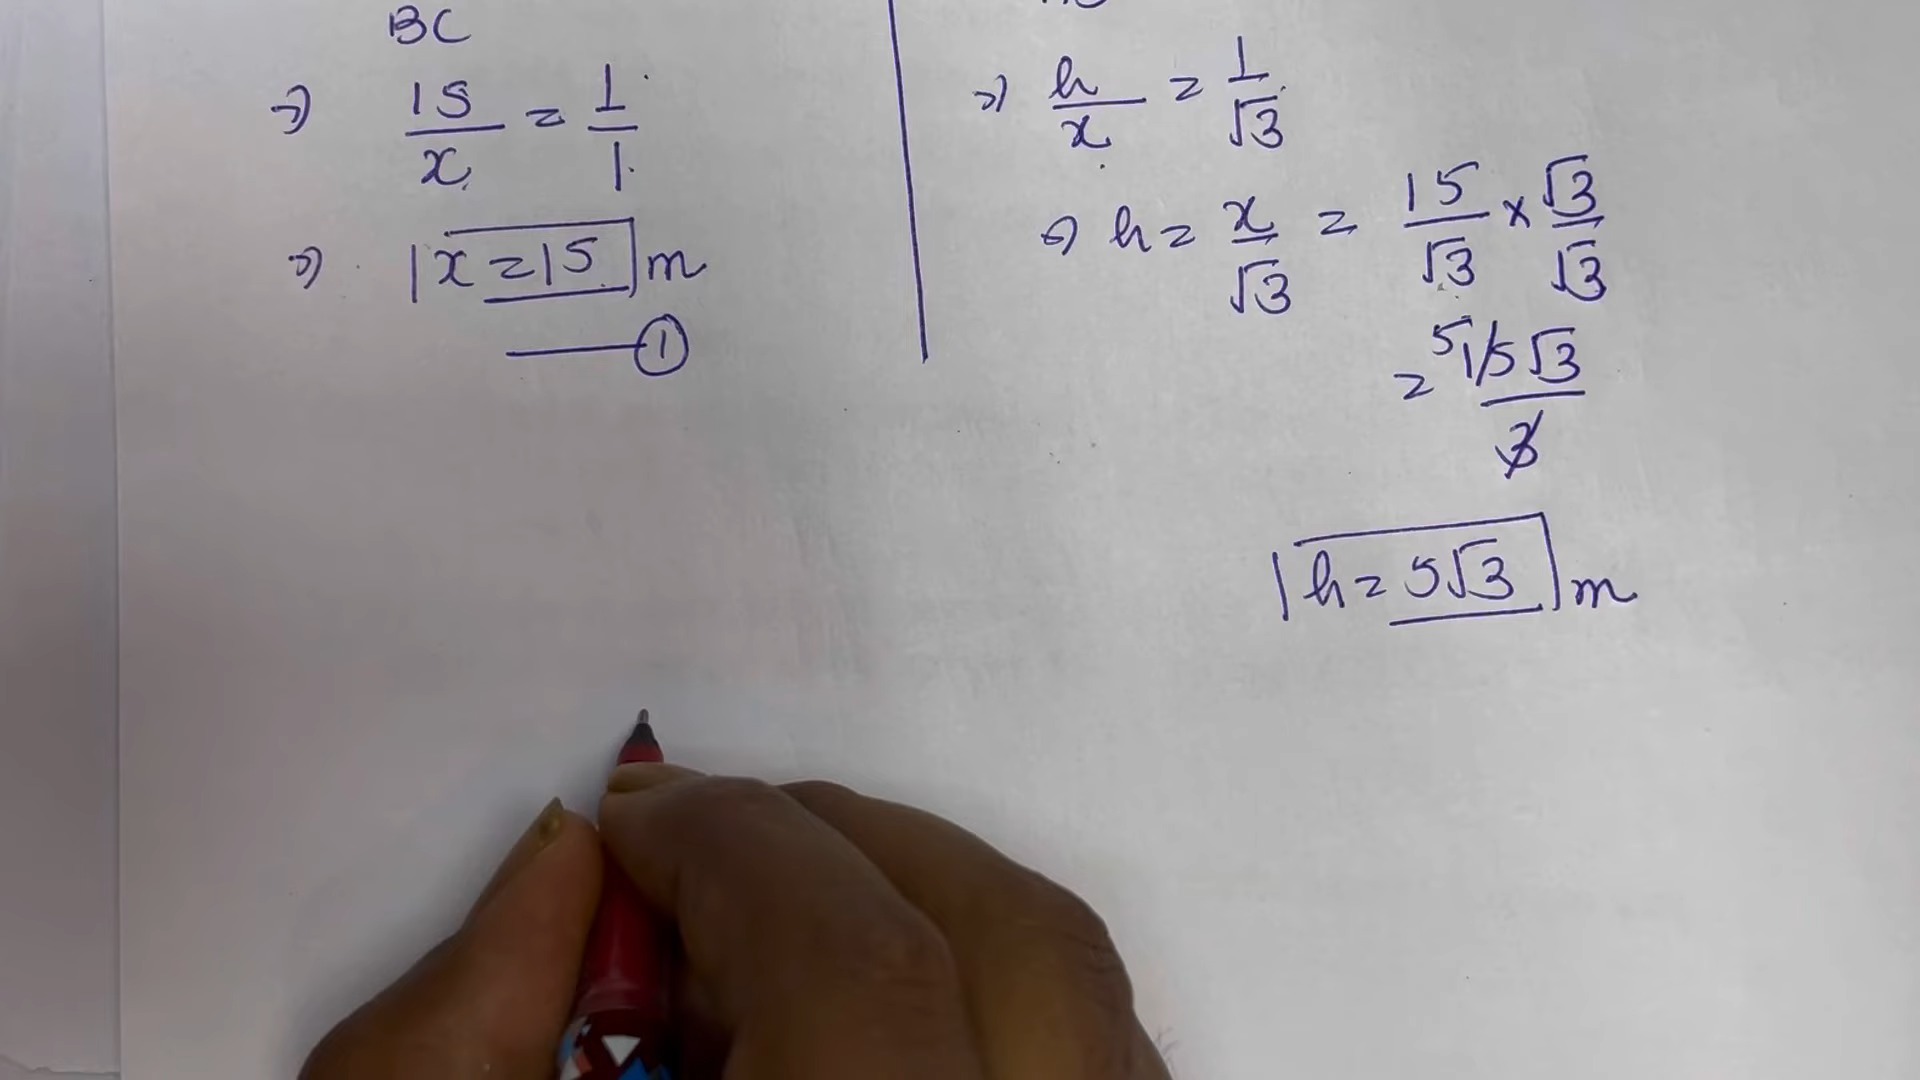 BC
⇒ 15/x = 1/1
⇒ x = 15 m
①
⇒ h/x = 1/√3
⇒ h = x/√3 = 15/√3 × √3/√3
= 5 15√3/3
h = 5√3 m